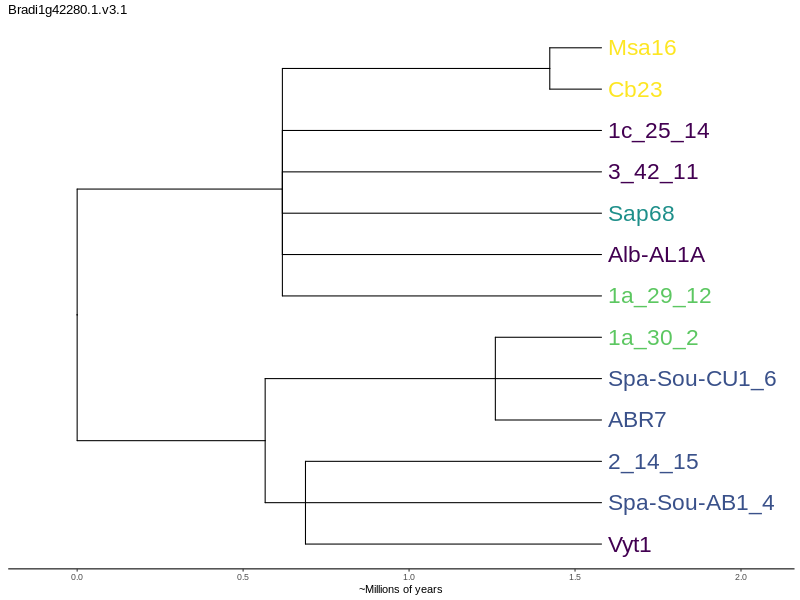 Bradi1g42280.1.v3.1
Msa16
Cb23
1c_25_14
3_42_11
Sap68
Alb-AL1A
1a_29_12
1a_30_2
Spa-Sou-CU1_6
ABR7
2_14_15
Spa-Sou-AB1_4
Vyt1
0.0 0.5 1.0 1.5 2.0
~Millions of years